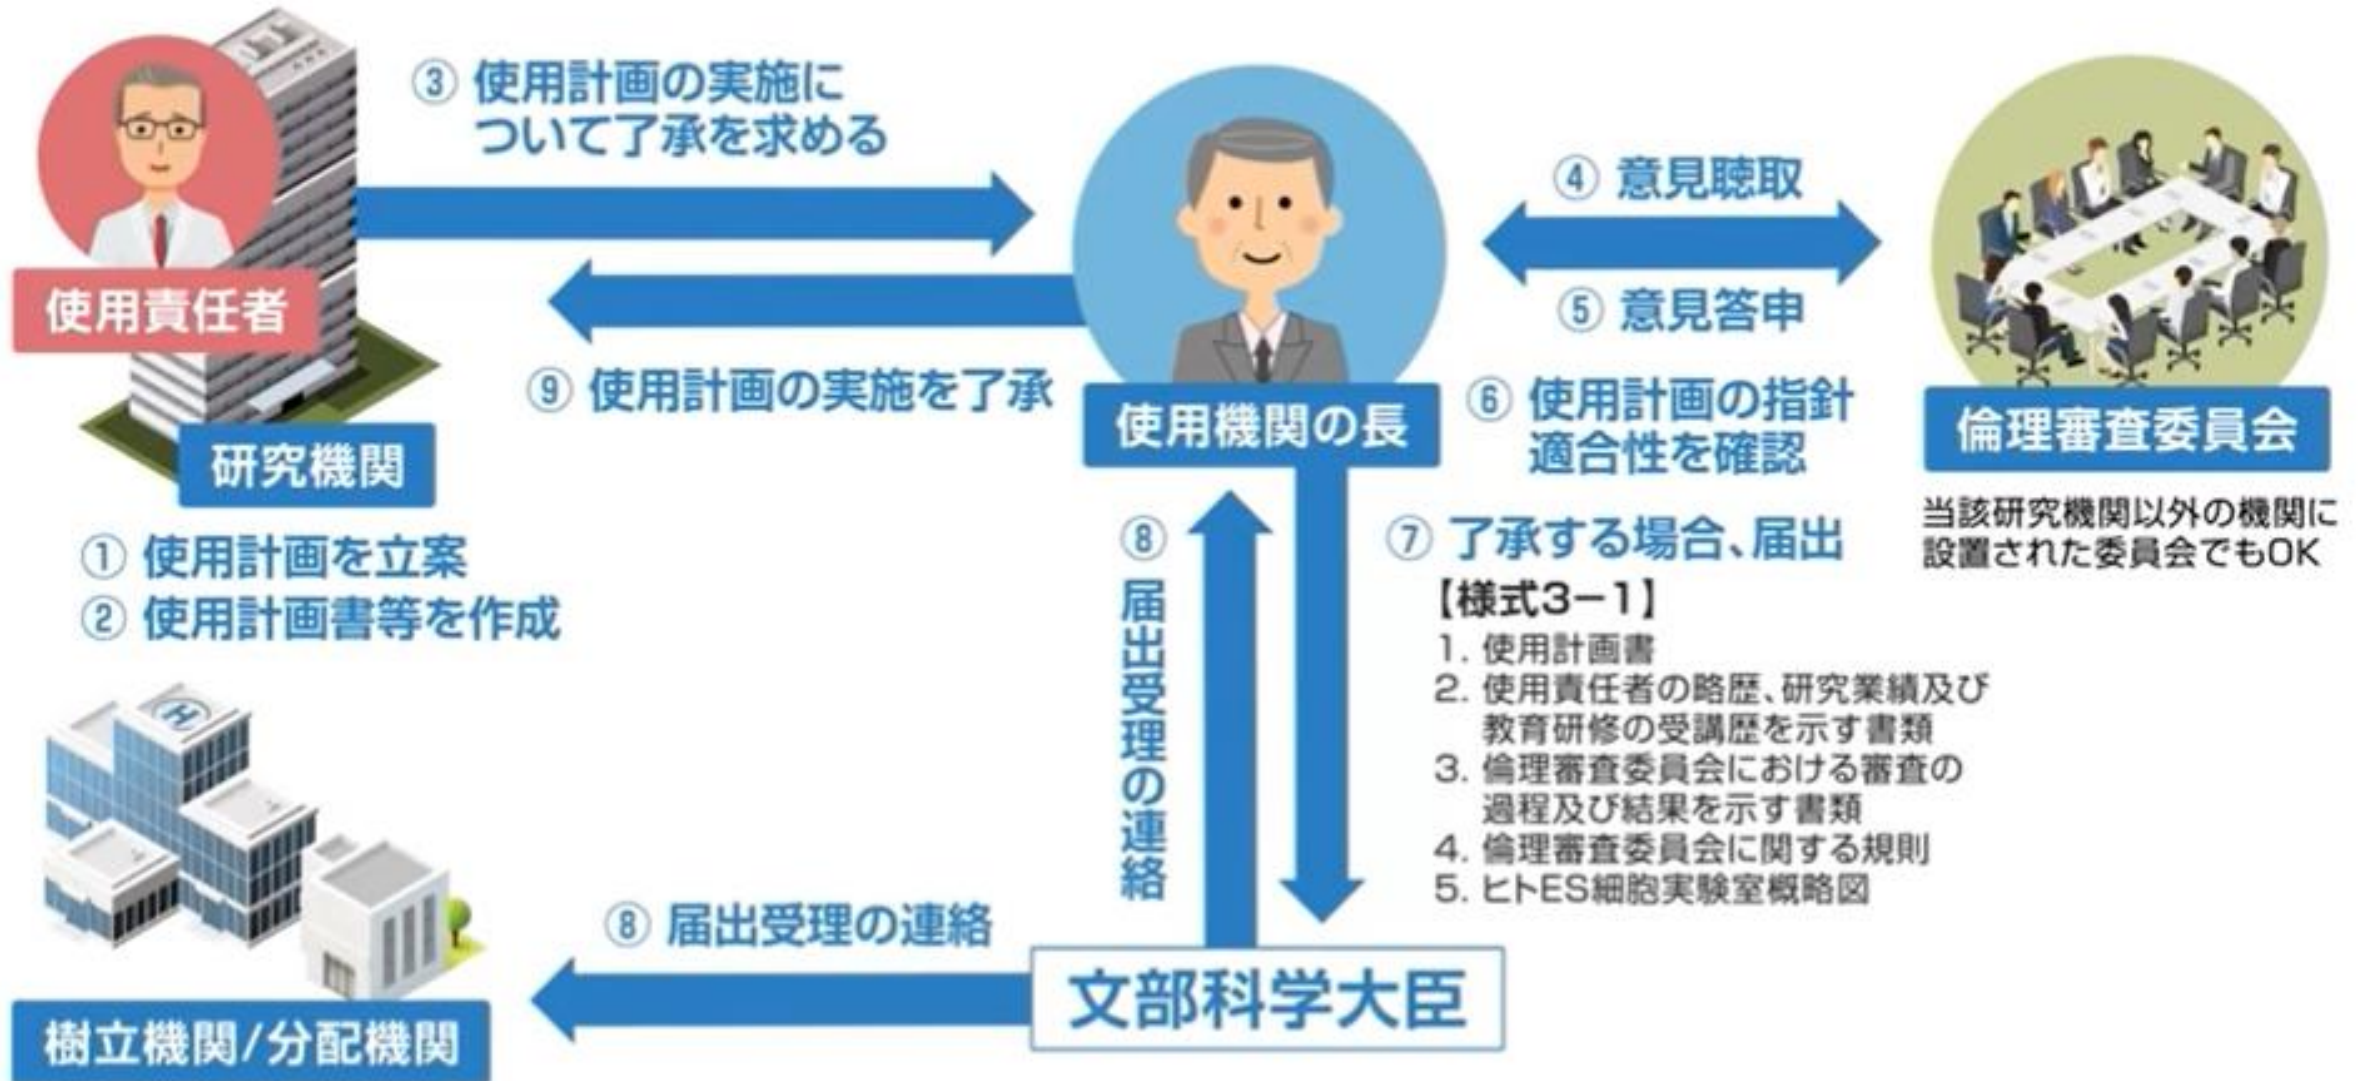 ③ 使用計画の実施に
ついて了承を求める
使用責任者
研究機関
① 使用計画を立案
② 使用計画書等を作成
⑨ 使用計画の実施を了承
使用機関の長
④ 意見聴取
⑤ 意見答申
⑥ 使用計画の指針
適合性を確認
倫理審査委員会
当該研究機関以外の機関に
設置された委員会でもOK
⑦ 了承する場合、届出
【様式3−1】
1. 使用計画書
2. 使用責任者の略歴、研究業績及び
教育研修の受講歴を示す書類
3. 倫理審査委員会における審査の
過程及び結果を示す書類
4. 倫理審査委員会に関する規則
5. ヒトES細胞実験室概略図
⑧ 届出受理の連絡
⑧ 届出受理の連絡
文部科学大臣
H
樹立機関/分配機関